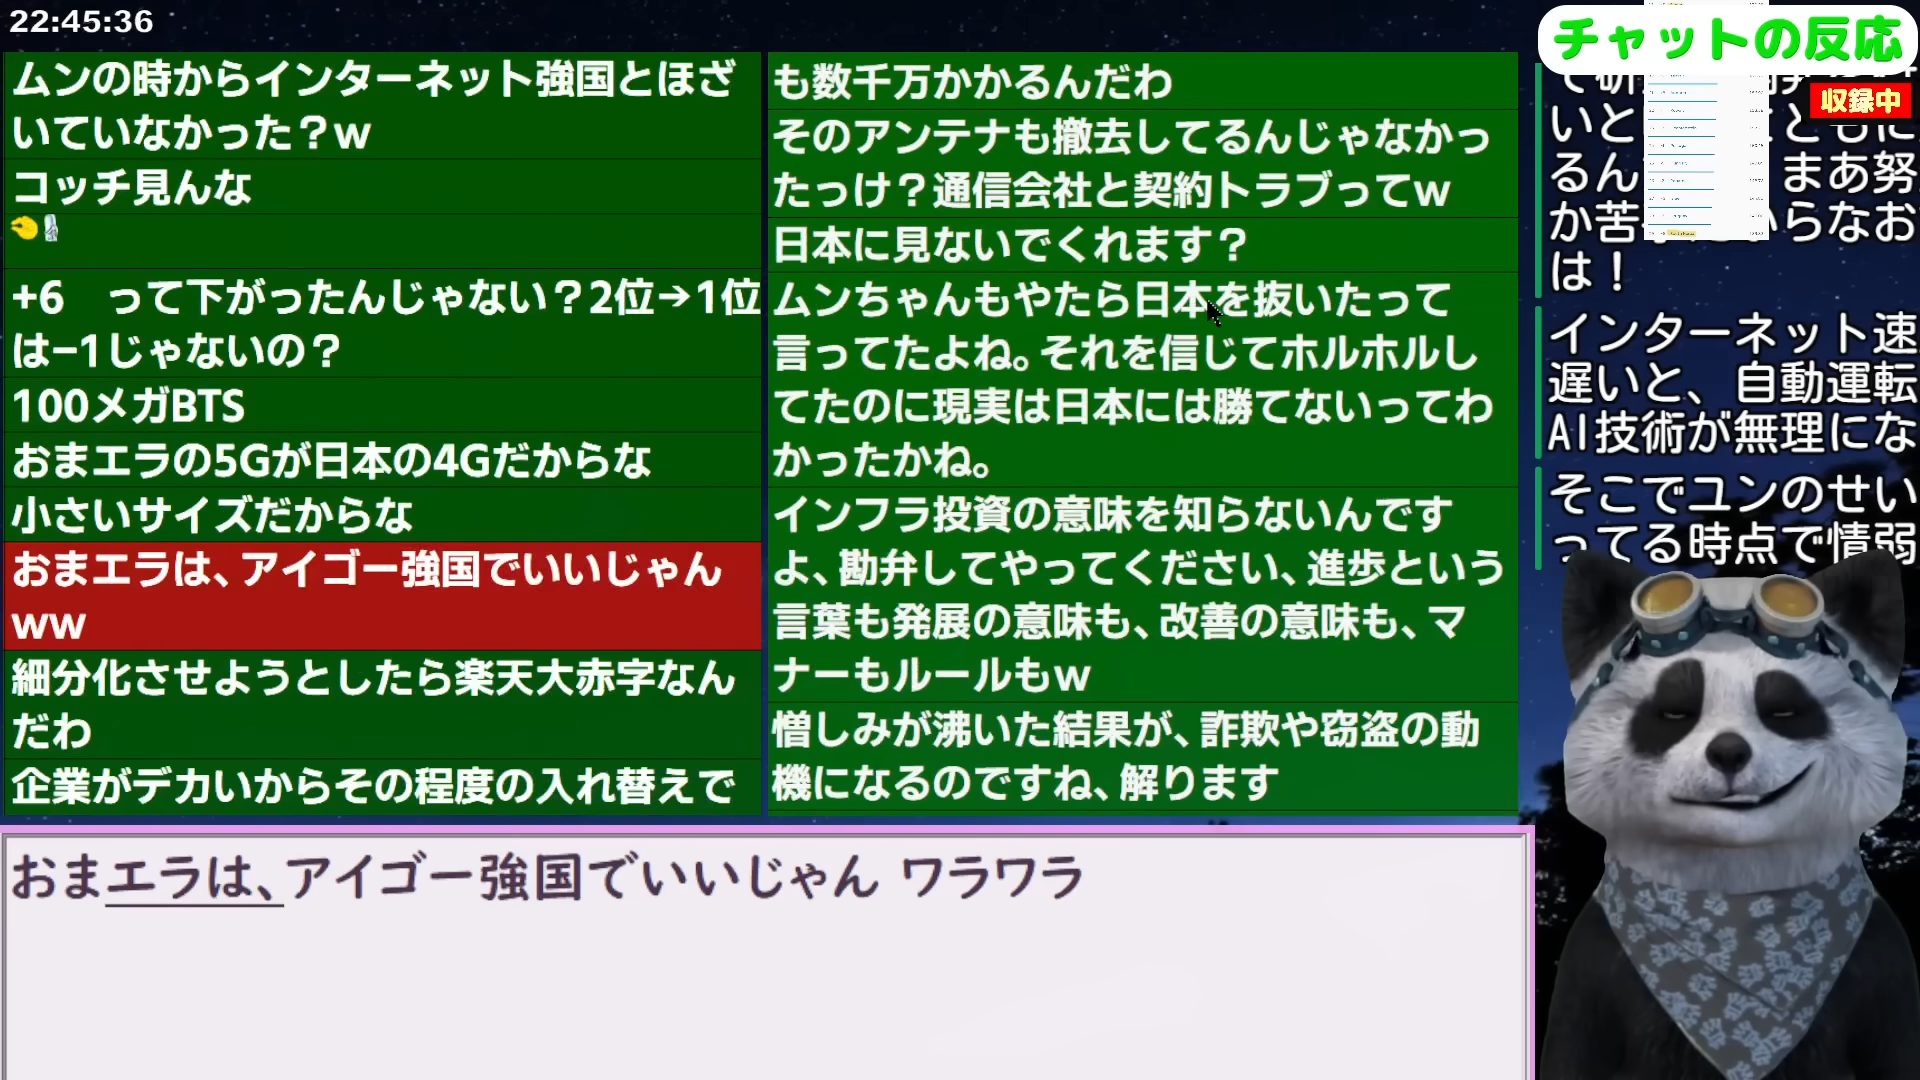 22:45:36
ムンの時からインターネット強国とほざ
いていなかった？w
コッチ見んな
+6　って下がったんじゃない？2位→1位
は−1じゃないの？
100メガBTS
おまエラの5Gが日本の4Gだからな
小さいサイズだからな
おまエラは、アイゴー強国でいいじゃん
ww
細分化させようとしたら楽天大赤字なん
だわ
企業がデカいからその程度の入れ替えで
も数千万かかるんだわ
そのアンテナも撤去してるんじゃなかっ
たっけ？通信会社と契約トラブってw
日本に見ないでくれます？
ムンちゃんもやたら日本を抜いたって
言ってたよね。それを信じてホルホルし
てたのに現実は日本には勝てないってわ
かったかね。
インフラ投資の意味を知らないんです
よ、勘弁してやってください、進歩という
言葉も発展の意味も、改善の意味も、マ
ナーもルールもw
憎しみが沸いた結果が、詐欺や窃盗の動
機になるのですね、解ります
チャットの反応
収録中
いと
るん まあ努
か苦 らなお
は！
インターネット速
遅いと、自動運転
AI技術が無理にな
そこでユンのせい
ってる時点で情弱
おまエラは、アイゴー強国でいいじゃん ワラワラ